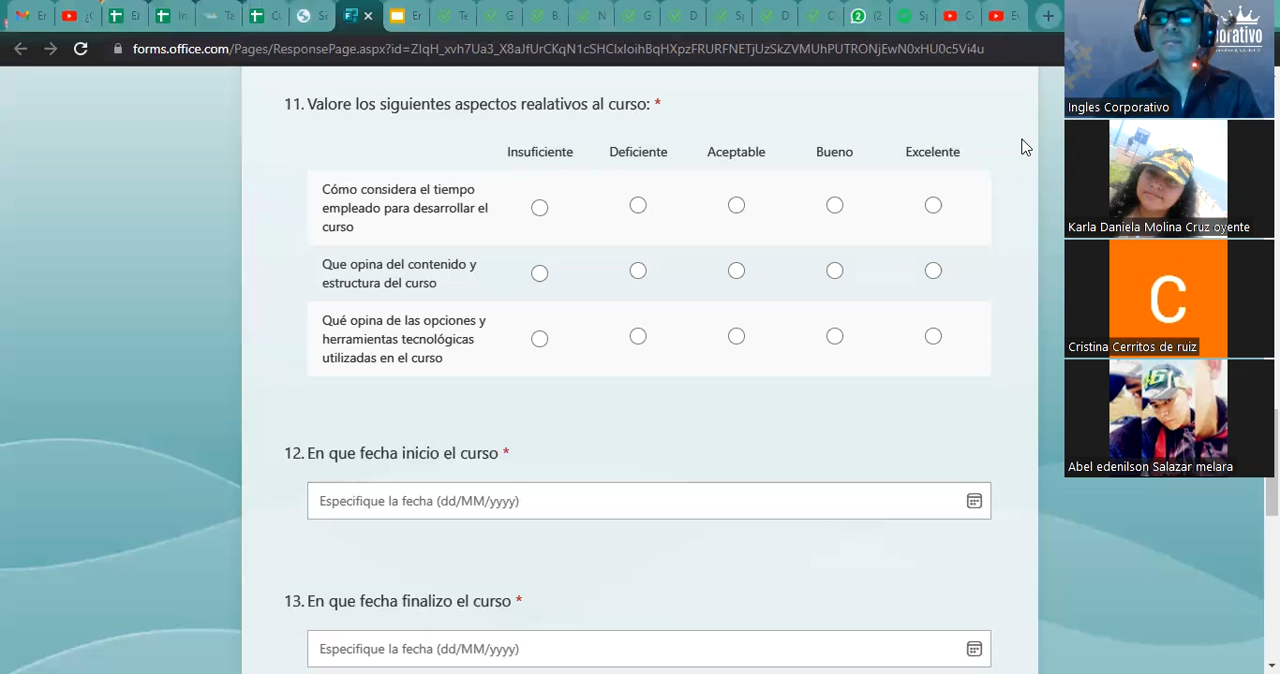 forms.office.com/Pages/ResponsePage.aspx?id=ZIqH_xvh7Ua3_X8aJfUrCKqN1cSHCIxIoihBqHXpzFRURFNETjUzSkZVMUhPUTRONjEwN0xHU0c5Vi4u
11. Valore los siguientes aspectos realativos al curso: *
Insuficiente Deficiente Aceptable Bueno Excelente
Cómo considera el tiempo
empleado para desarrollar el
curso
Que opina del contenido y
estructura del curso
Qué opina de las opciones y
herramientas tecnológicas
utilizadas en el curso
12. En que fecha inicio el curso *
Especifique la fecha (dd/MM/yyyy)
13. En que fecha finalizo el curso *
Especifique la fecha (dd/MM/yyyy)
orativo
Ingles Corporativo
Karla Daniela Molina Cruz oyente
C
Cristina Cerritos de ruiz
Abel edenilson Salazar melara